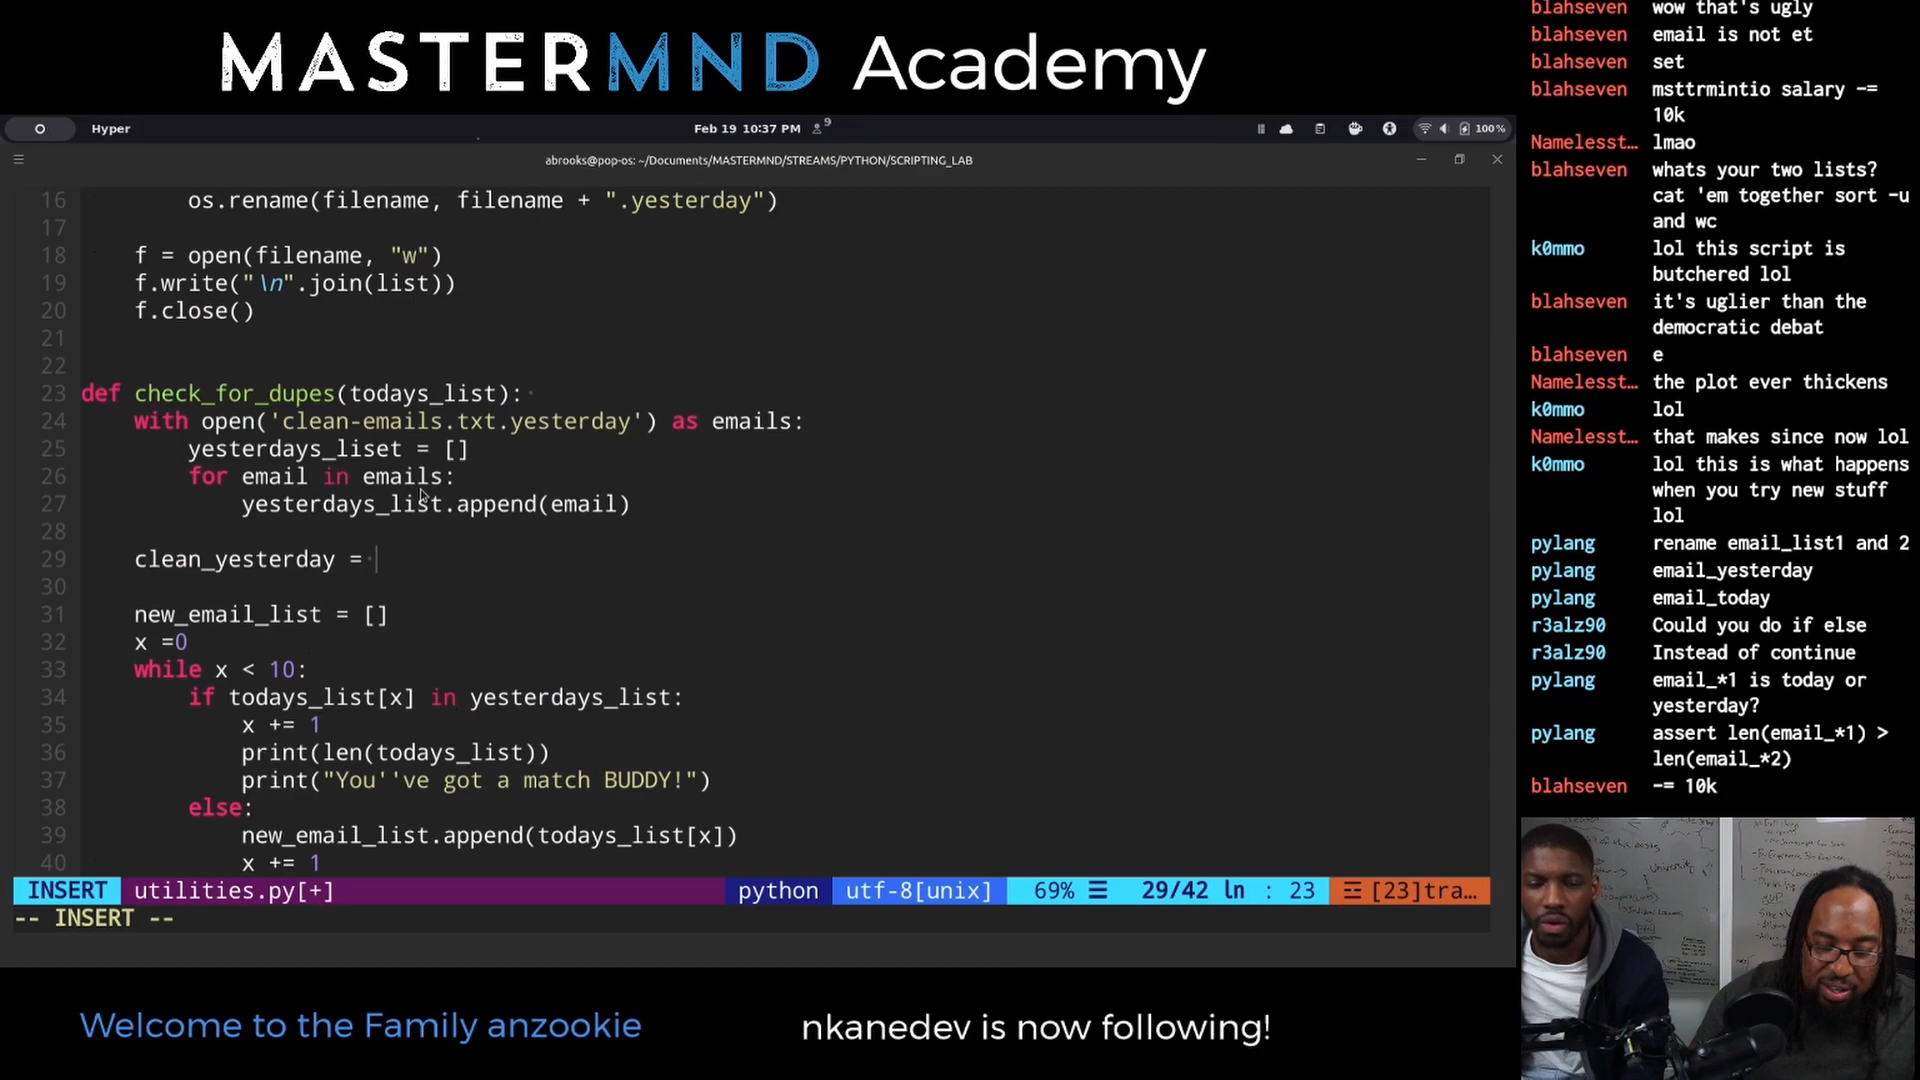 MASTERMND Academy
Hyper
Feb 19 10:37 PM
9
100%
abrooks@pop-os: ~/Documents/MASTERMND/STREAMS/PYTHON/SCRIPTING_LAB
16 os.rename(filename, filename + ".yesterday")
17
18 f = open(filename, "w")
19 f.write("\n".join(list))
20 f.close()
21
22
23 def check_for_dupes(todays_list):
24 with open('clean-emails.txt.yesterday') as emails:
25 yesterdays_liset = []
26 for email in emails:
27 yesterdays_list.append(email)
28
29 clean_yesterday =
30
31 new_email_list = []
32 x =0
33 while x < 10:
34 if todays_list[x] in yesterdays_list:
35 x += 1
36 print(len(todays_list))
37 print("You''ve got a match BUDDY!")
38 else:
39 new_email_list.append(todays_list[x])
40 x += 1
INSERT utilities.py[+] python utf-8[unix] 69% ☰ 29/42 ln : 23 ☲ [23]tra…
-- INSERT --
Welcome to the Family anzookie
nkanedev is now following!
blahseven wow that's ugly
blahseven email is not et
blahseven set
blahseven msttrmintio salary -=
10k
Namelesst… lmao
blahseven whats your two lists?
cat 'em together sort -u
and wc
k0mmo lol this script is
butchered lol
blahseven it's uglier than the
democratic debat
blahseven e
Namelesst… the plot ever thickens
k0mmo lol
Namelesst… that makes since now lol
k0mmo lol this is what happens
when you try new stuff
lol
pylang rename email_list1 and 2
pylang email_yesterday
pylang email_today
r3alz90 Could you do if else
r3alz90 Instead of continue
pylang email_*1 is today or
yesterday?
pylang assert len(email_*1) >
len(email_*2)
blahseven -= 10k